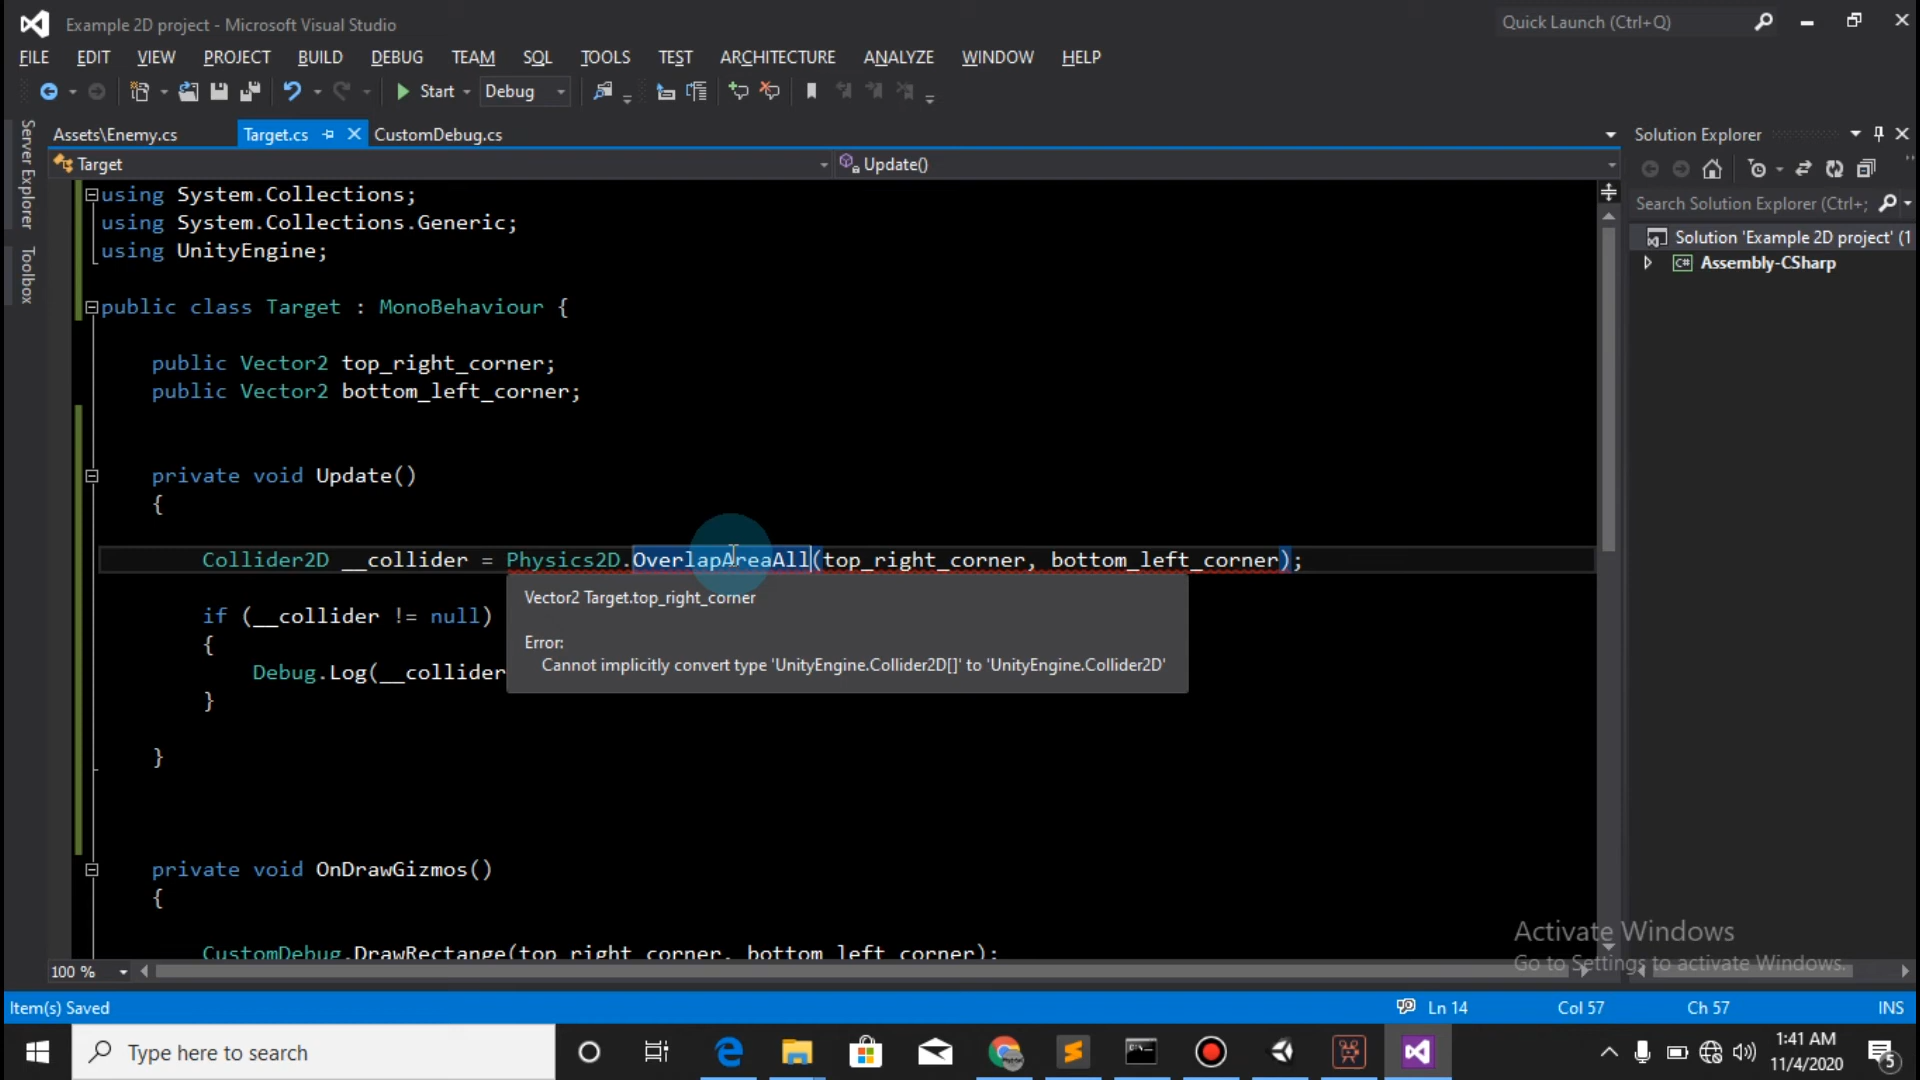 Example 2D project - Microsoft Visual Studio
Quick Launch (Ctrl+Q)
FILE EDIT VIEW PROJECT BUILD DEBUG TEAM SQL TOOLS TEST ARCHITECTURE ANALYZE WINDOW HELP
Start Debug
Assets\Enemy.cs Target.cs CustomDebug.cs
Solution Explorer
Target Update()
Server Explorer
Toolbox
Search Solution Explorer (Ctrl+;
Solution 'Example 2D project' (1
C# Assembly-CSharp
using System.Collections;
using System.Collections.Generic;
using UnityEngine;
public class Target : MonoBehaviour {
public Vector2 top_right_corner;
public Vector2 bottom_left_corner;
private void Update()
{
Collider2D __collider = Physics2D.OverlapAreaAll(top_right_corner, bottom_left_corner);
Vector2 Target.top_right_corner
Error:
Cannot implicitly convert type 'UnityEngine.Collider2D[]' to 'UnityEngine.Collider2D'
if (__collider != null)
{
Debug.Log(__collider
}
}
private void OnDrawGizmos()
{
CustomDebug.DrawRectange(top_right_corner, bottom_left_corner);
Activate Windows
Go to Settings to activate Windows.
100 %
Item(s) Saved
Ln 14 Col 57 Ch 57 INS
Type here to search
1:41 AM
11/4/2020
5